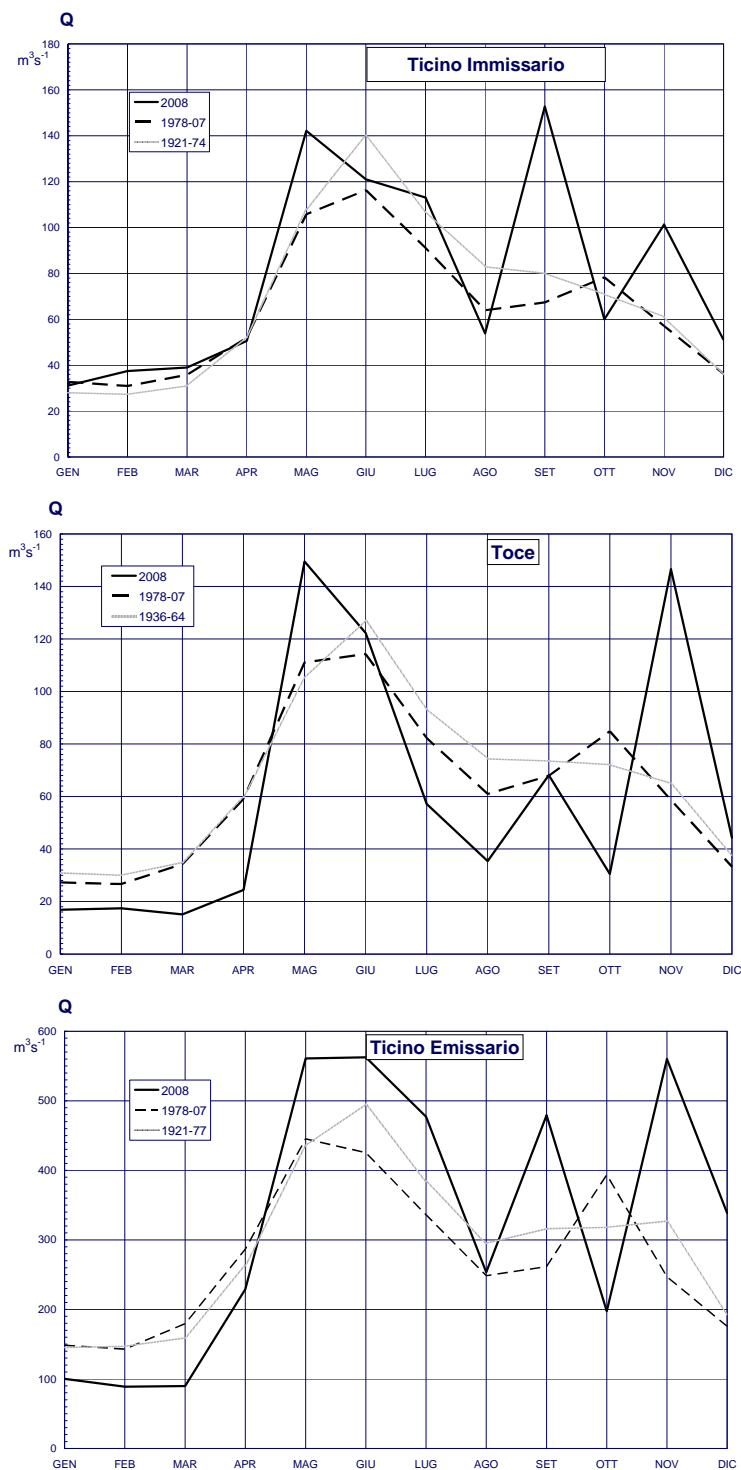 Q
m³s⁻¹
Ticino Immissario
2008
1978-07
1921-74
180
160
140
120
100
80
60
40
20
0
GEN FEB MAR APR MAG GIU LUG AGO SET OTT NOV DIC
Q
m³s⁻¹
Toce
2008
1978-07
1936-64
160
140
120
100
80
60
40
20
0
GEN FEB MAR APR MAG GIU LUG AGO SET OTT NOV DIC
Q
m³s⁻¹
Ticino Emissario
2008
1978-07
1921-77
600
500
400
300
200
100
0
GEN FEB MAR APR MAG GIU LUG AGO SET OTT NOV DIC